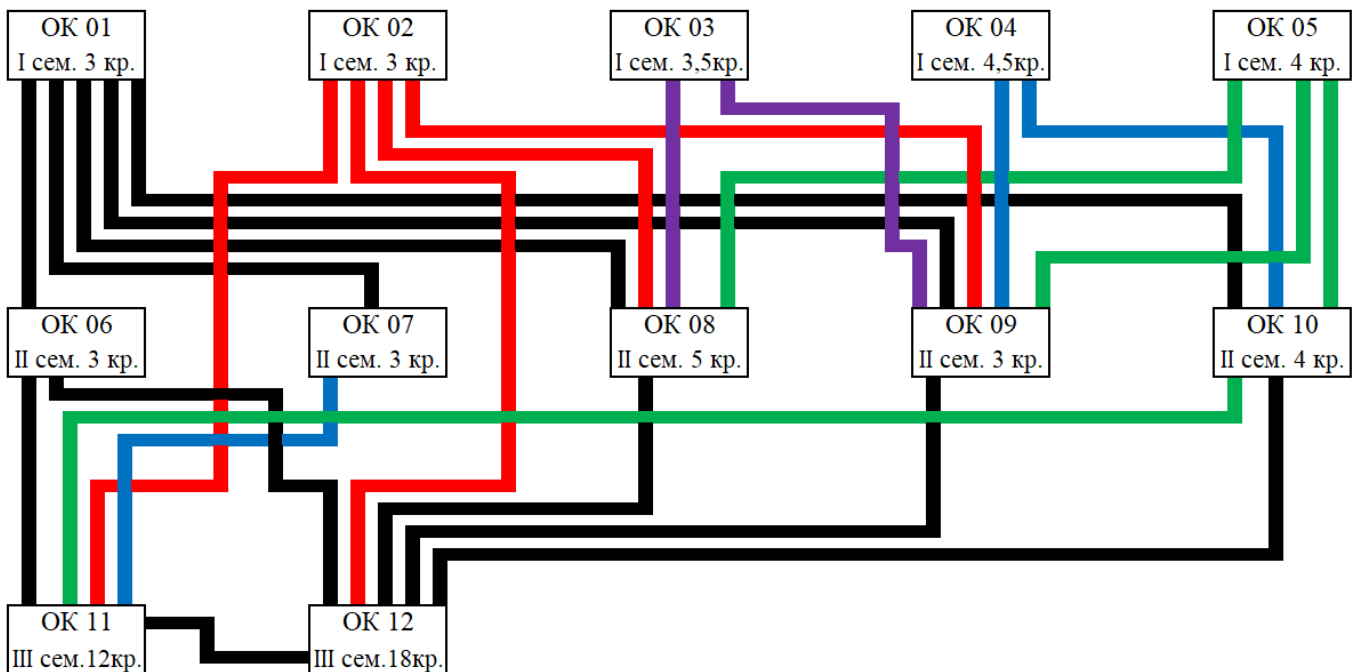 ОК 01
I сем. 3 кр.
ОК 02
I сем. 3 кр.
ОК 03
I сем. 3,5кр.
ОК 04
I сем. 4,5кр.
ОК 05
I сем. 4 кр.
ОК 06
II сем. 3 кр.
ОК 07
II сем. 3 кр.
ОК 08
II сем. 5 кр.
ОК 09
II сем. 3 кр.
ОК 10
II сем. 4 кр.
ОК 11
III сем.12кр.
ОК 12
III сем.18кр.